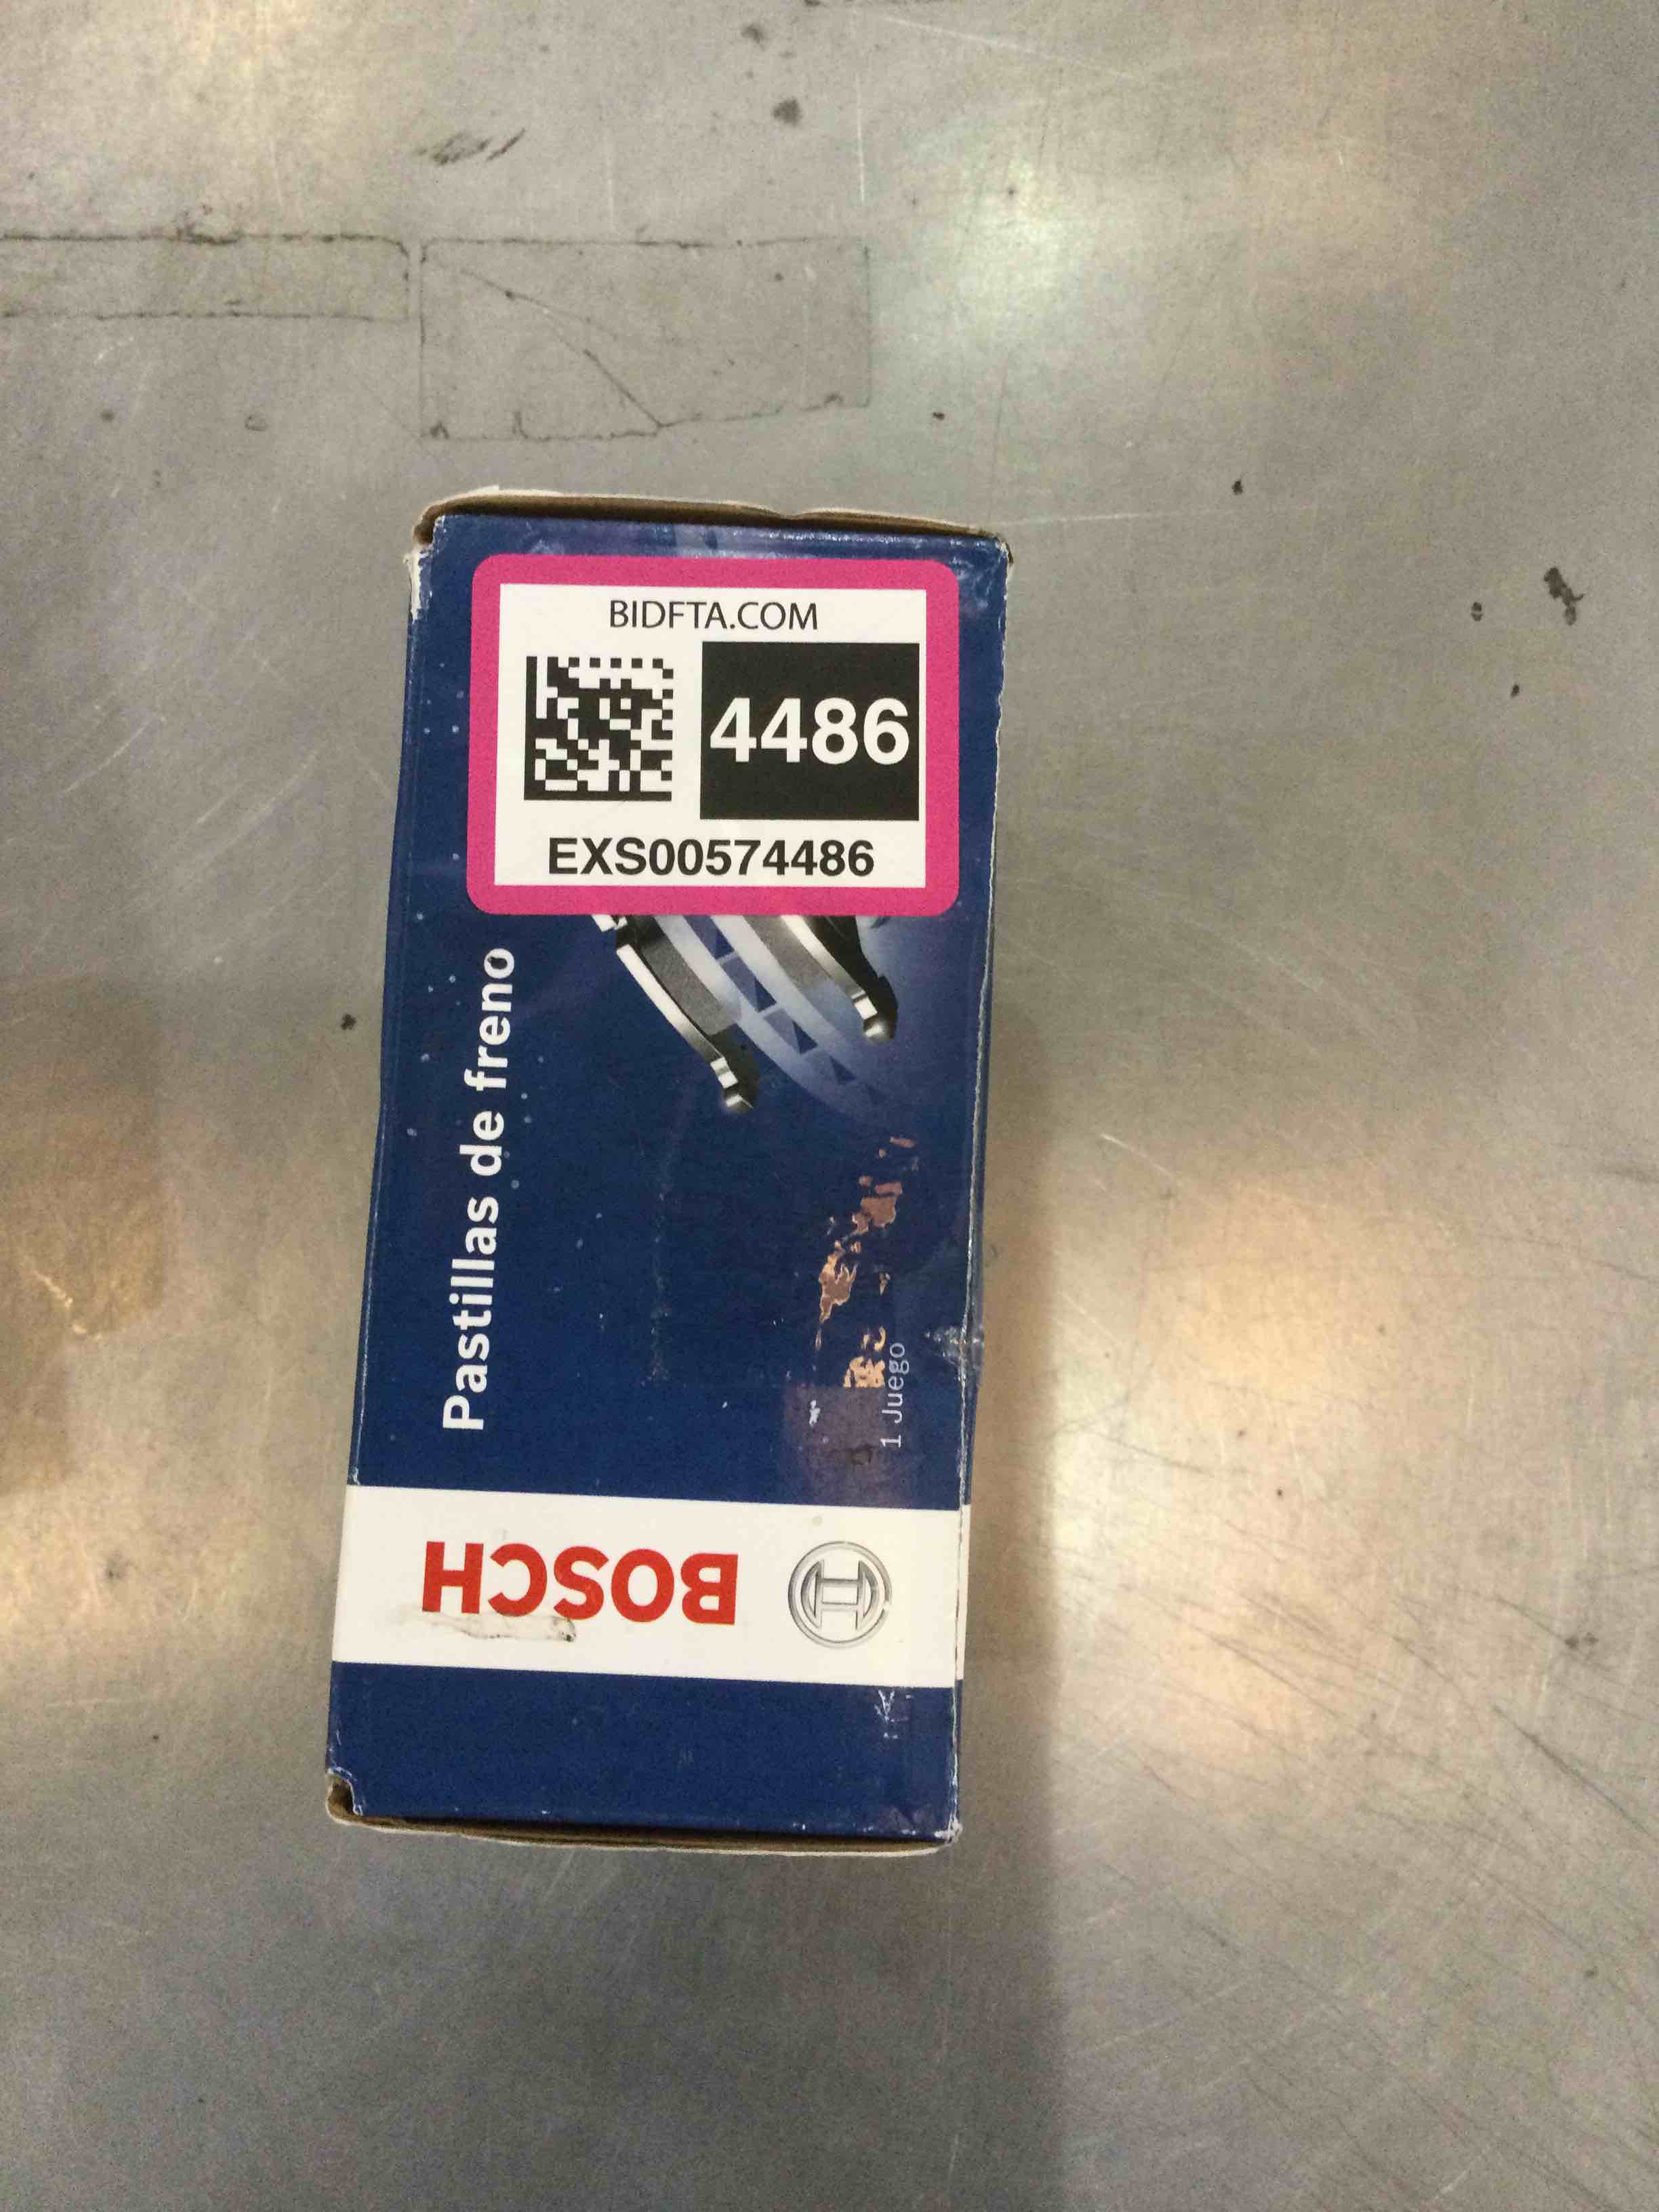 BIDFTA.COM
4486
EXS00574486
Pastillas de freno
1 Juego
BOSCH